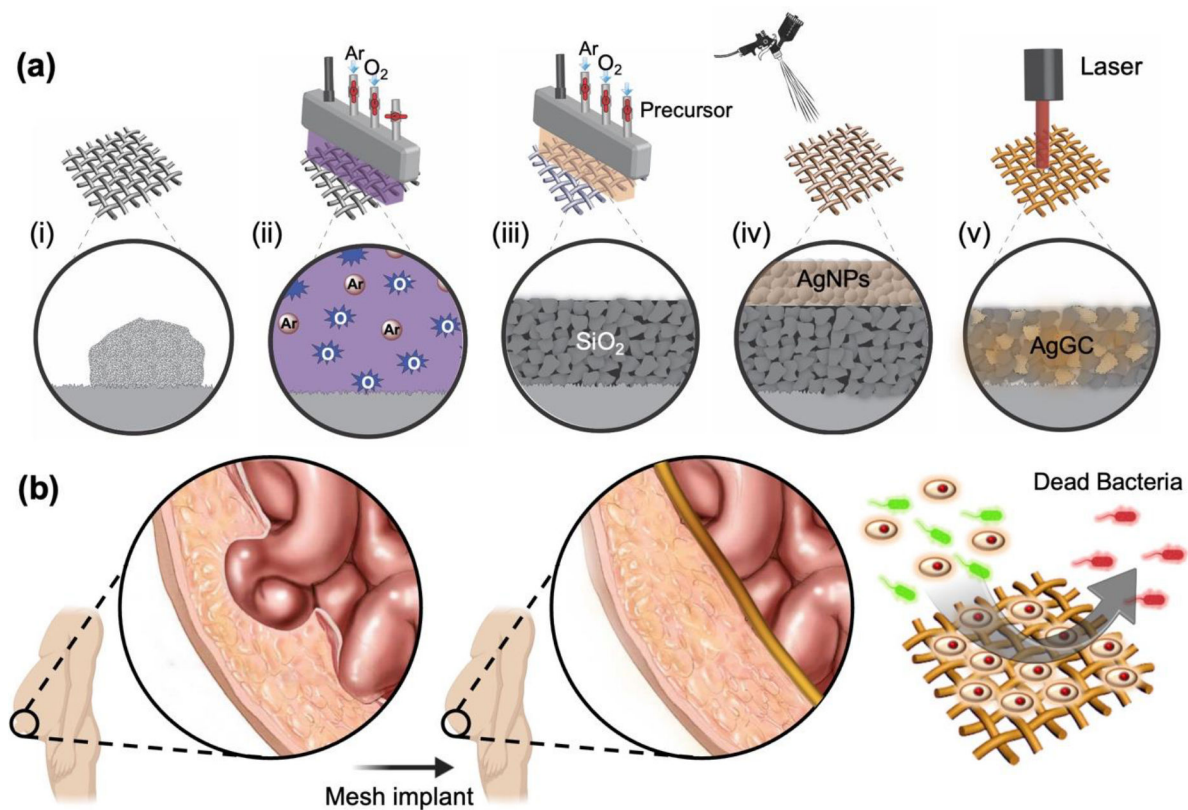 (a)
Ar
O2
Ar
O2
Precursor
Laser
(i)
(ii)
(iii)
(iv)
(v)
Ar
O
O
Ar
Ar
O
O
O
O
SiO2
AgNPs
AgGC
(b)
Dead Bacteria
Mesh implant